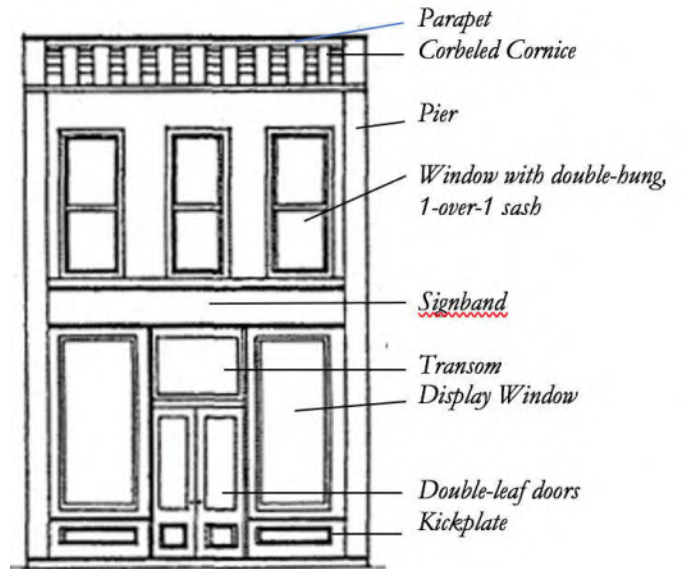 Parapet
Corbeled Cornice
Pier
Window with double-hung,
1-over-1 sash
Signband
Transom
Display Window
Double-leaf doors
Kickplate